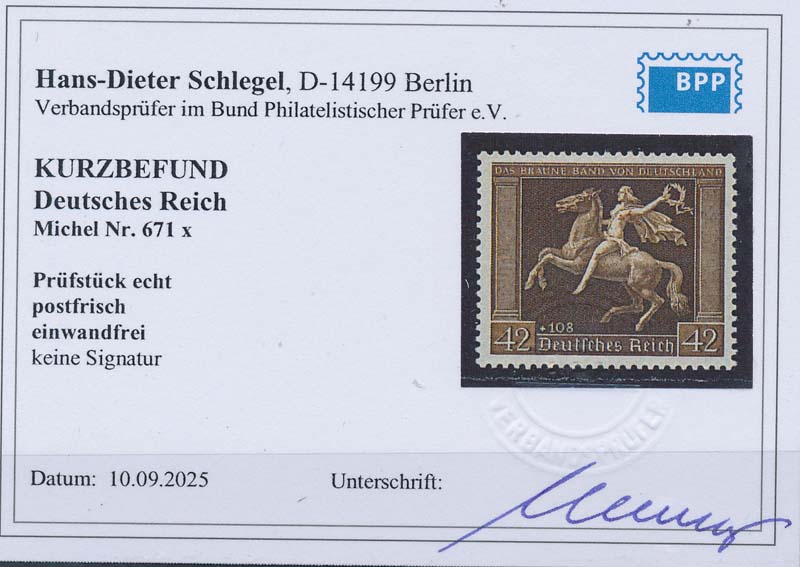 Hans-Dieter Schlegel, D-14199 Berlin
Verbandsprüfer im Bund Philatelistischer Prüfer e.V.
BPP
KURZBEFUND
Deutsches Reich
Michel Nr. 671 x
Prüfstück echt
postfrisch
einwandfrei
keine Signatur
DAS BRAUNE BAND VON DEUTSCHLAND
+108
42 Deutsches Reich 42
VERBANDSPRÜFER
Datum: 10.09.2025
Unterschrift: